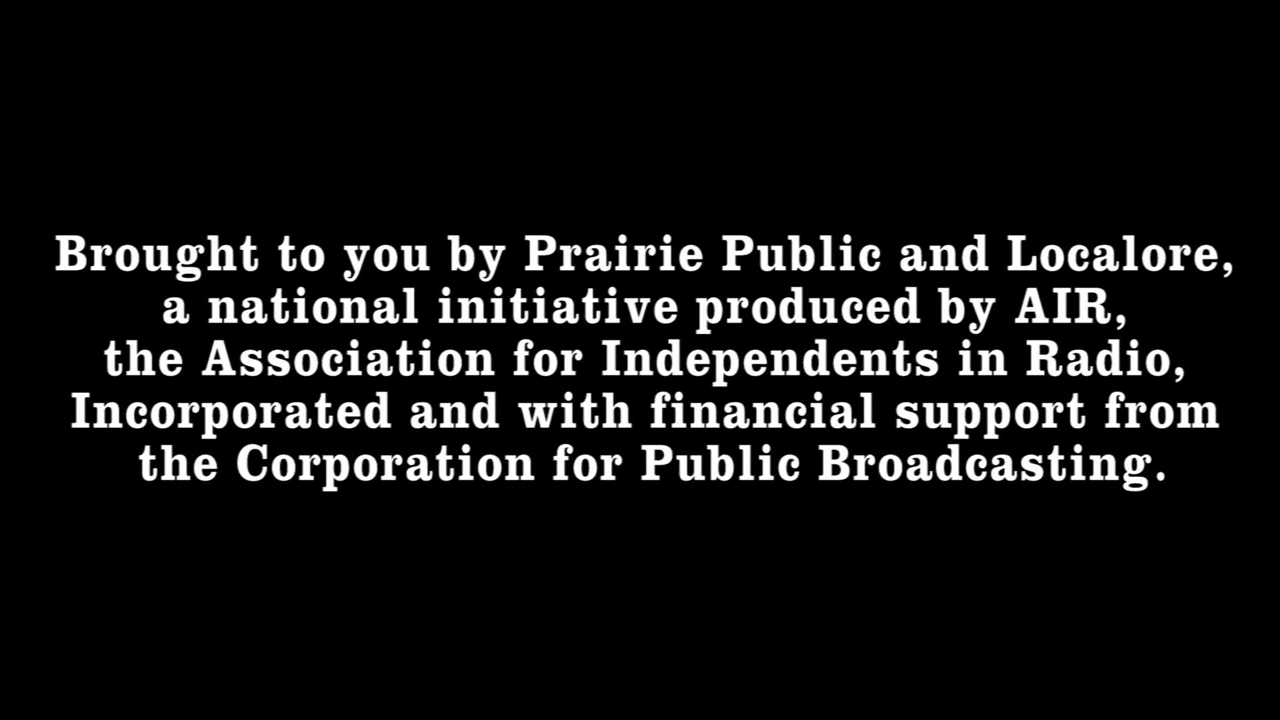 Brought to you by Prairie Public and Localore,
a national initiative produced by AIR,
the Association for Independents in Radio,
Incorporated and with financial support from
the Corporation for Public Broadcasting.